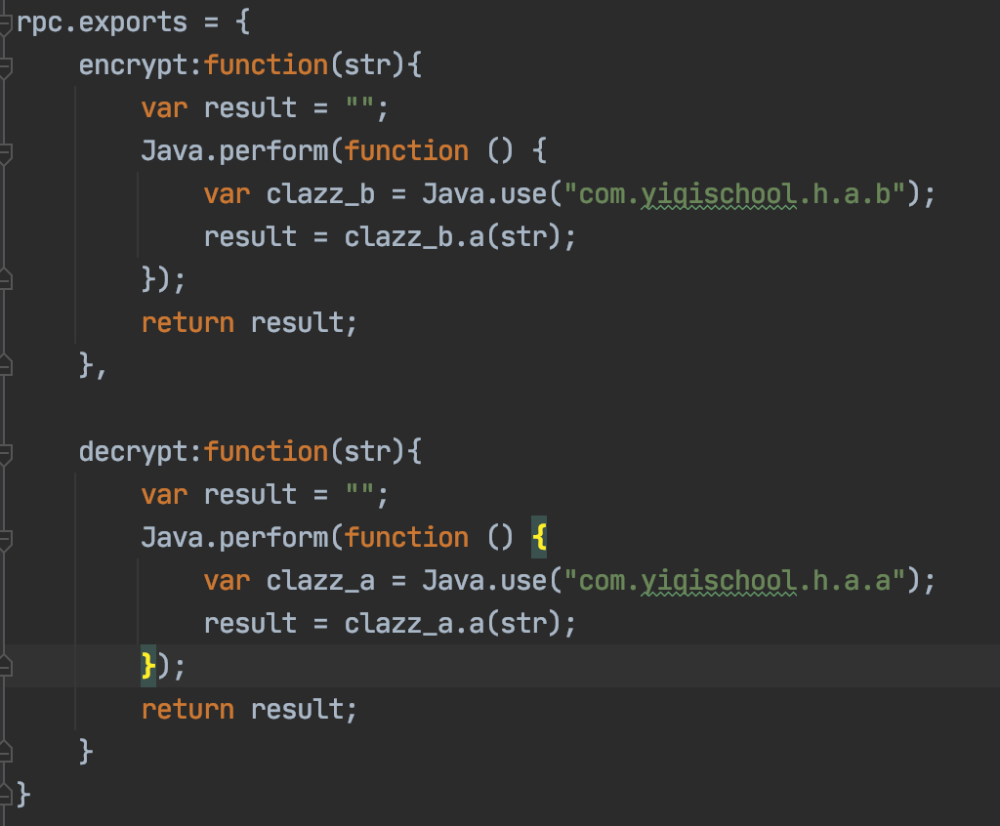 rpc.exports = {
    encrypt:function(str){
        var result = "";
        Java.perform(function () {
            var clazz_b = Java.use("com.yiqischool.h.a.b");
            result = clazz_b.a(str);
        });
        return result;
    },

    decrypt:function(str){
        var result = "";
        Java.perform(function () {
            var clazz_a = Java.use("com.yiqischool.h.a.a");
            result = clazz_a.a(str);
        });
        return result;
    }
}